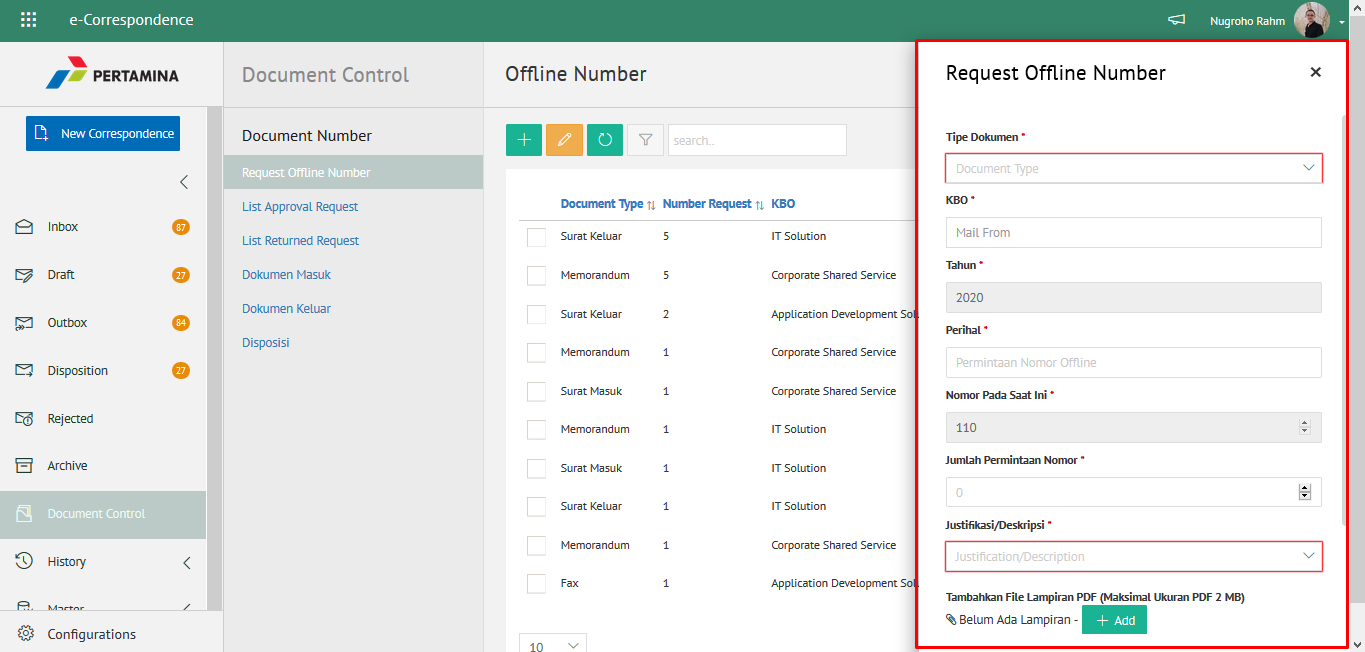 e-Correspondence
Nugroho Rahm
PERTAMINA
New Correspondence
Inbox 87
Draft 27
Outbox 84
Disposition 27
Rejected
Archive
Document Control
History
Master
Configurations
Document Control
Document Number
Request Offline Number
List Approval Request
List Returned Request
Dokumen Masuk
Dokumen Keluar
Disposisi
Offline Number
search..
Document Type Number Request KBO
Surat Keluar 5 IT Solution
Memorandum 5 Corporate Shared Service
Surat Keluar 2 Application Development Sol
Memorandum 1 Corporate Shared Service
Surat Masuk 1 Corporate Shared Service
Memorandum 1 IT Solution
Surat Masuk 1 IT Solution
Surat Keluar 1 IT Solution
Memorandum 1 Corporate Shared Service
Fax 1 Application Development Sol
10
Request Offline Number
Tipe Dokumen *
Document Type
KBO *
Mail From
Tahun *
2020
Perihal *
Permintaan Nomor Offline
Nomor Pada Saat Ini *
110
Jumlah Permintaan Nomor *
0
Justifikasi/Deskripsi *
Justification/Description
Tambahkan File Lampiran PDF (Maksimal Ukuran PDF 2 MB)
Belum Ada Lampiran - + Add